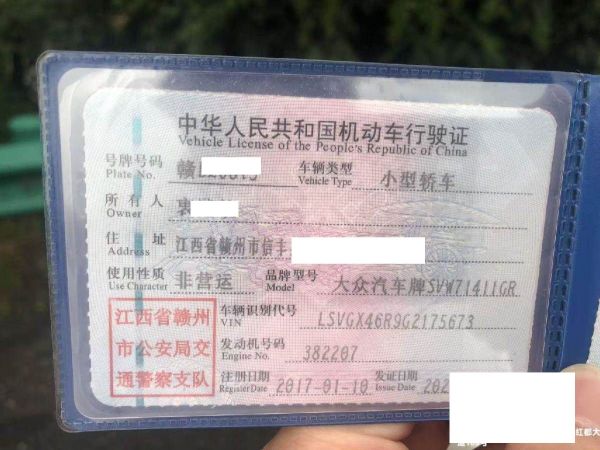 中华人民共和国机动车行驶证
Vehicle License of the People's Republic of China
号牌号码 赣 车辆类型 小型轿车
Plate No. Vehicle Type
所有人
Owner
住址 江西省赣州市信丰
Address
使用性质 非营运 品牌型号 大众汽车牌SVW71411GR
Use Character Model
江西省赣州
市公安局交
通警察支队
车辆识别代号 LSVGX46R9G2175673
VIN
发动机号码 382207
Engine No.
注册日期 2017-01-10 发证日期
Register Date Issue Date
红都大